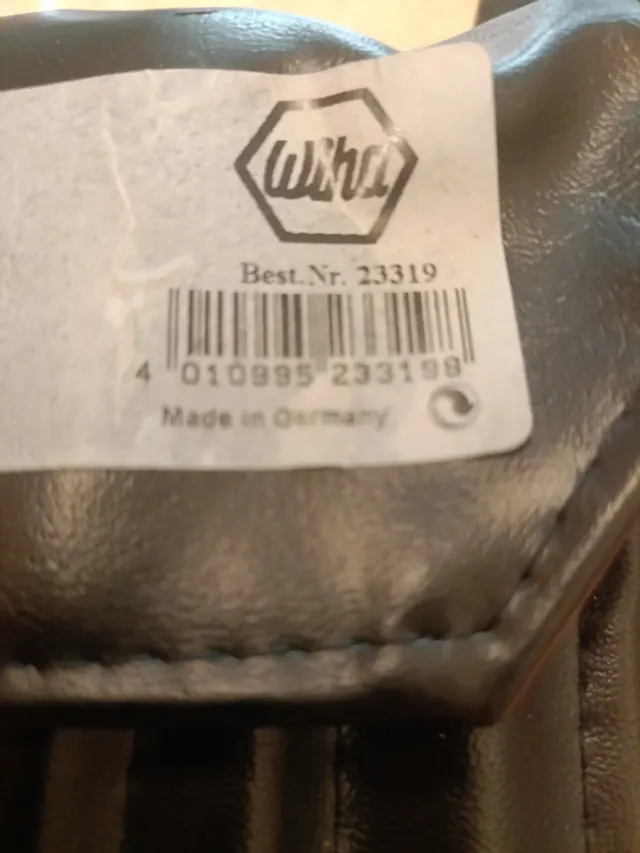 Wiha
Best.Nr. 23319
4 010995 233198
Made in Germany